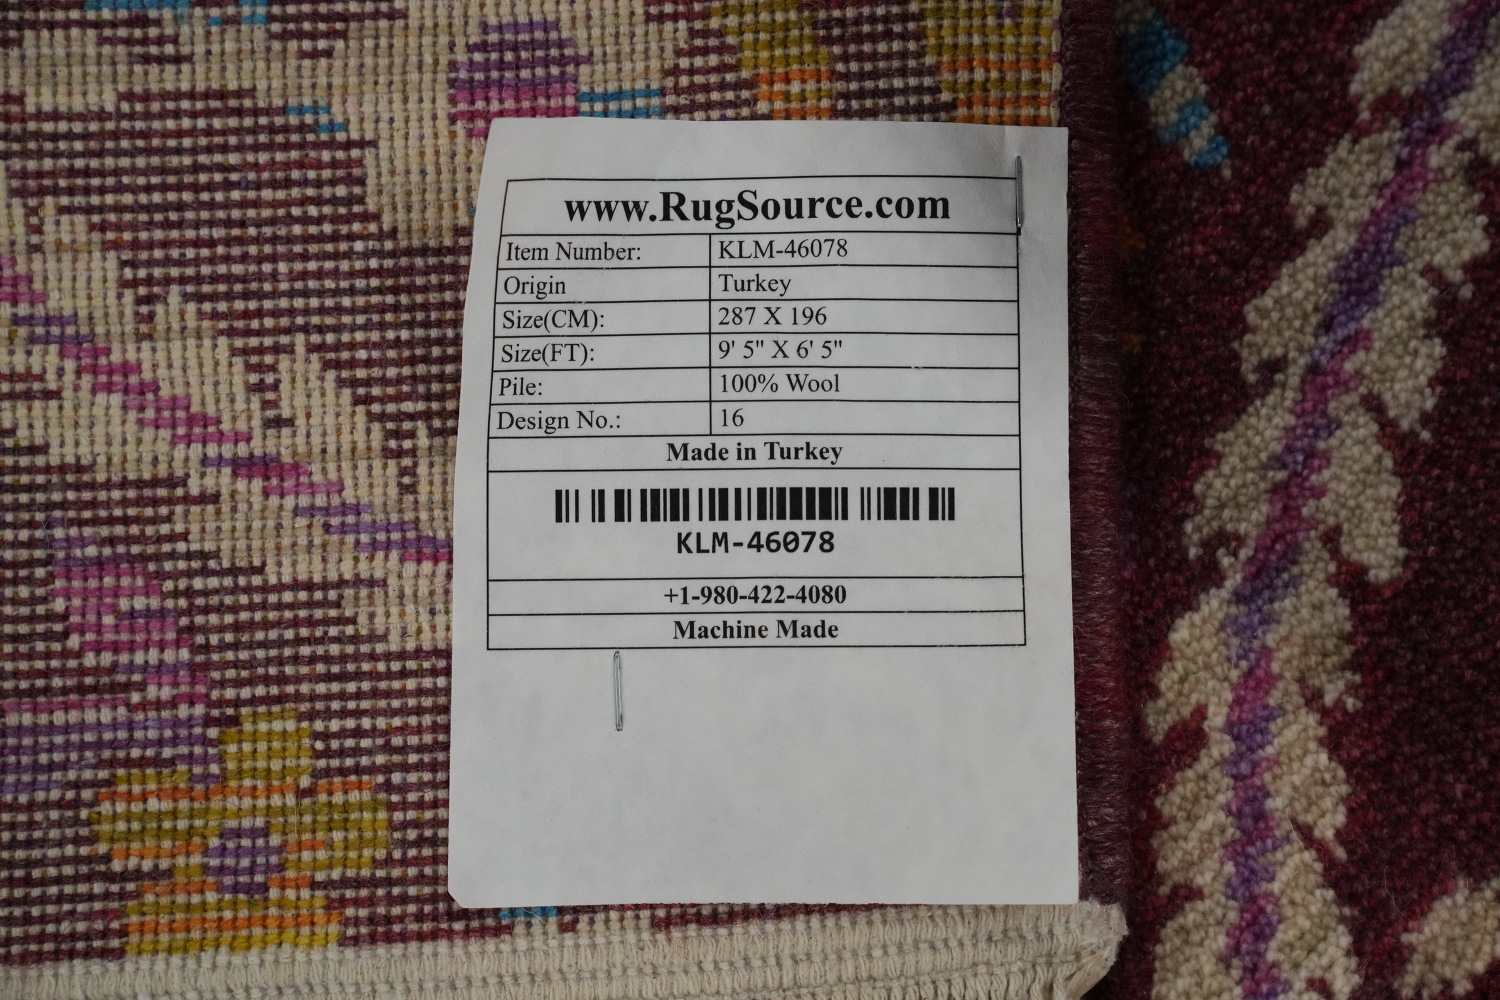 www.RugSource.com
Item Number: KLM-46078
Origin Turkey
Size(CM): 287 X 196
Size(FT): 9' 5" X 6' 5"
Pile: 100% Wool
Design No.: 16
Made in Turkey
KLM-46078
+1-980-422-4080
Machine Made